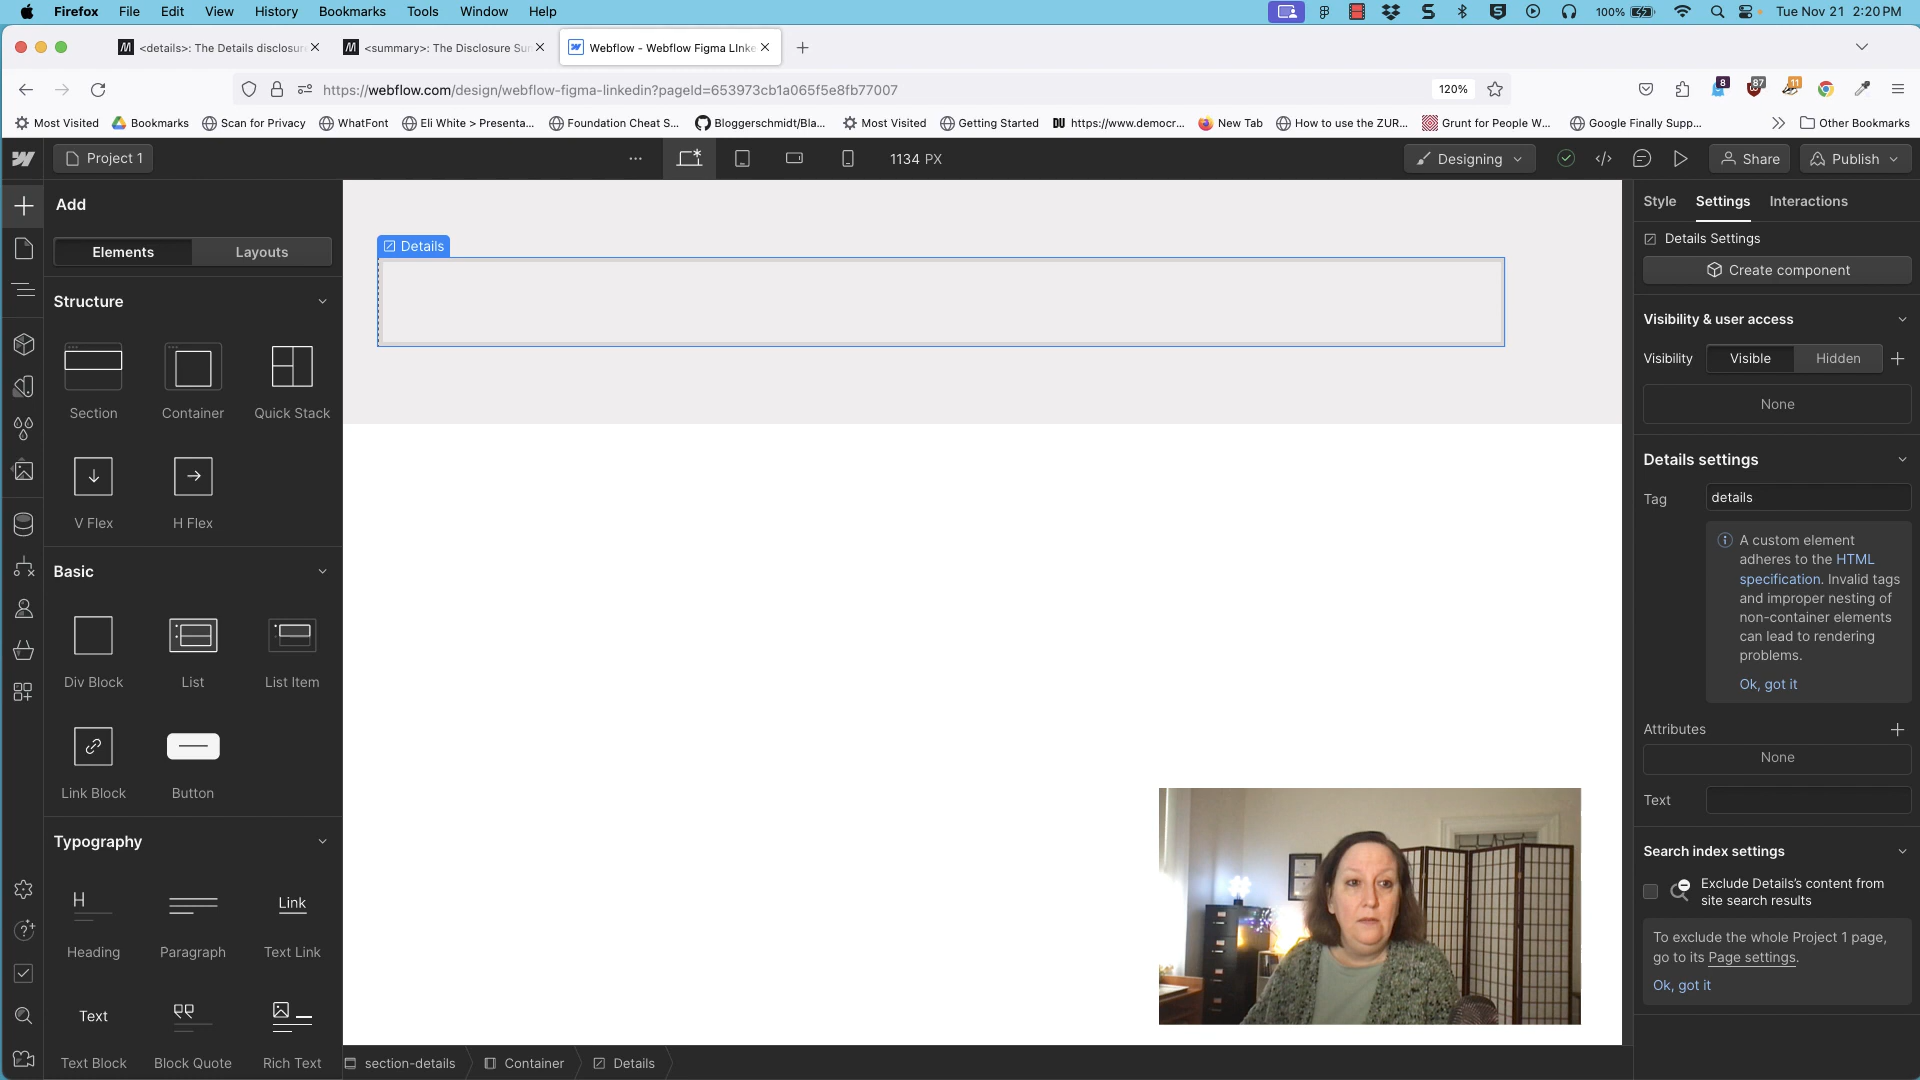 Firefox File Edit View History Bookmarks Tools Window Help 100% Tue Nov 21 2:20 PM
<details>: The Details disclosure
<summary>: The Disclosure Su
Webflow - Webflow Figma LInke
https://webflow.com/design/webflow-figma-linkedin?pageId=653973cb1a065f5e8fb77007 120% 8 87 11
Most Visited Bookmarks Scan for Privacy WhatFont Eli White > Presenta... Foundation Cheat S... Bloggerschmidt/Bla... Most Visited Getting Started DU https://www.democr... New Tab How to use the ZUR... Grunt for People W... Google Finally Supp... Other Bookmarks
Project 1 1134 PX Designing Share Publish
Add
Elements Layouts
Structure
Section Container Quick Stack
V Flex H Flex
Basic
Div Block List List Item
Link Block Button
Typography
H Link
Heading Paragraph Text Link
Text
Text Block Block Quote Rich Text
Details
section-details Container Details
Style Settings Interactions
Details Settings
Create component
Visibility & user access
Visibility Visible Hidden
None
Details settings
Tag details
A custom element
adheres to the HTML
specification. Invalid tags
and improper nesting of
non-container elements
can lead to rendering
problems.
Ok, got it
Attributes
None
Text
Search index settings
Exclude Details's content from
site search results
To exclude the whole Project 1 page,
go to its Page settings.
Ok, got it